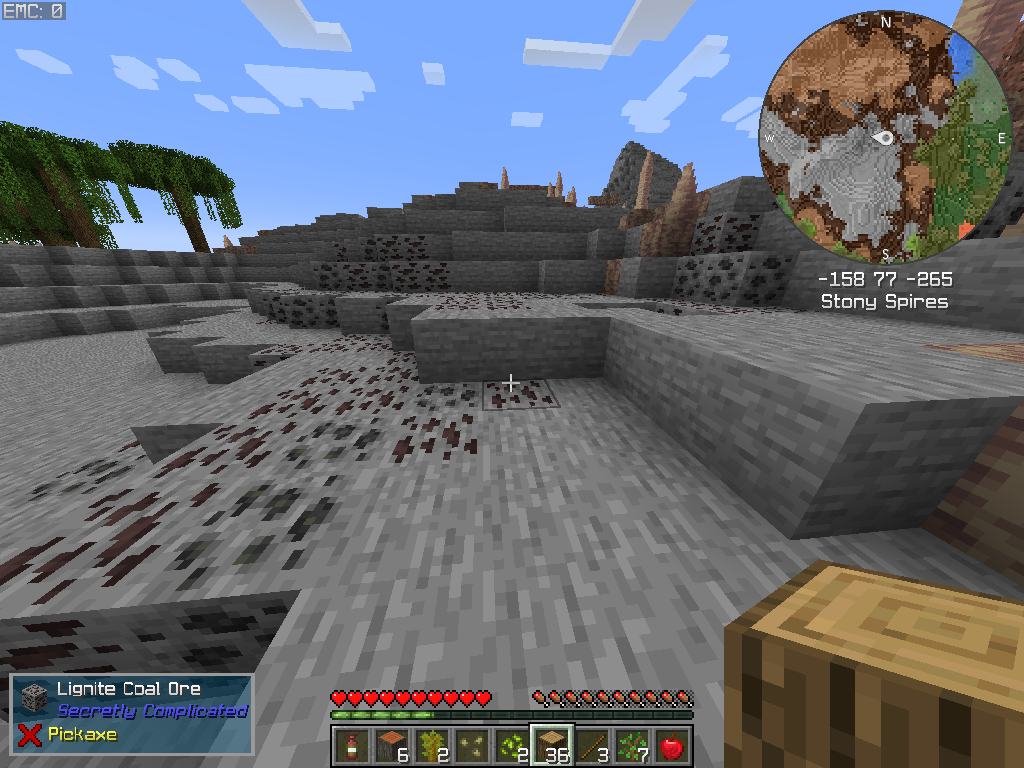 EMC: 0
N
W
E
S
-158 77 -265
Stony Spires
Lignite Coal Ore
Secretly Complicated
Pickaxe
6 2 2 36 3 7